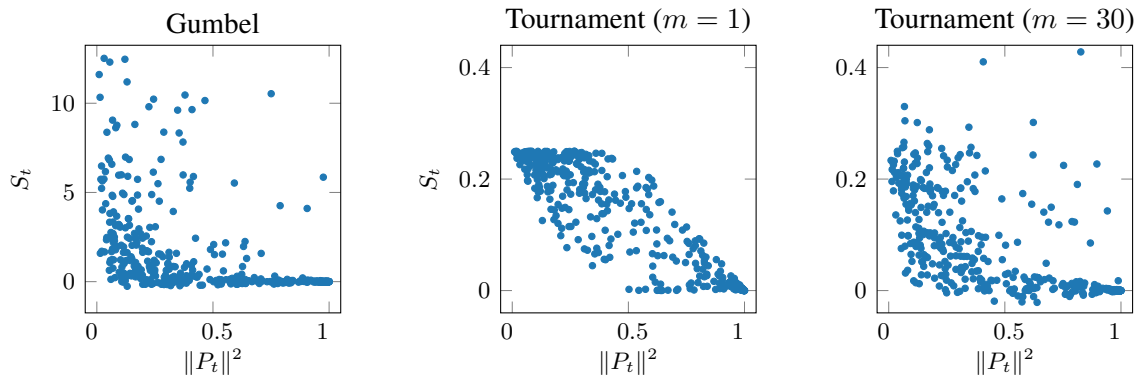 Gumbel
10
5
0
S_t
0
0.5
1
‖P_t‖²
Tournament (m = 1)
0.4
0.2
0
S_t
0
0.5
1
‖P_t‖²
Tournament (m = 30)
0.4
0.2
0
0
0.5
1
‖P_t‖²